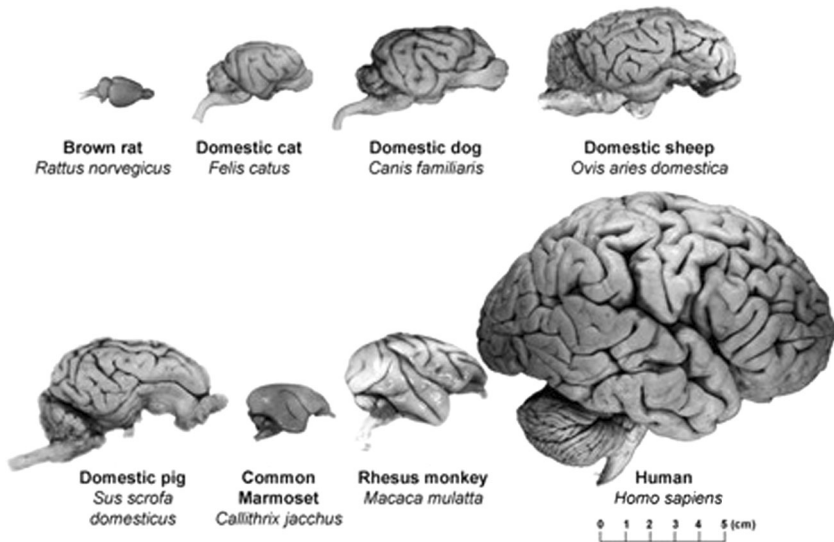 Brown rat
Rattus norvegicus
Domestic cat
Felis catus
Domestic dog
Canis familiaris
Domestic sheep
Ovis aries domestica
Domestic pig
Sus scrofa
domesticus
Common
Marmoset
Callithrix jacchus
Rhesus monkey
Macaca mulatta
Human
Homo sapiens
0 1 2 3 4 5 (cm)